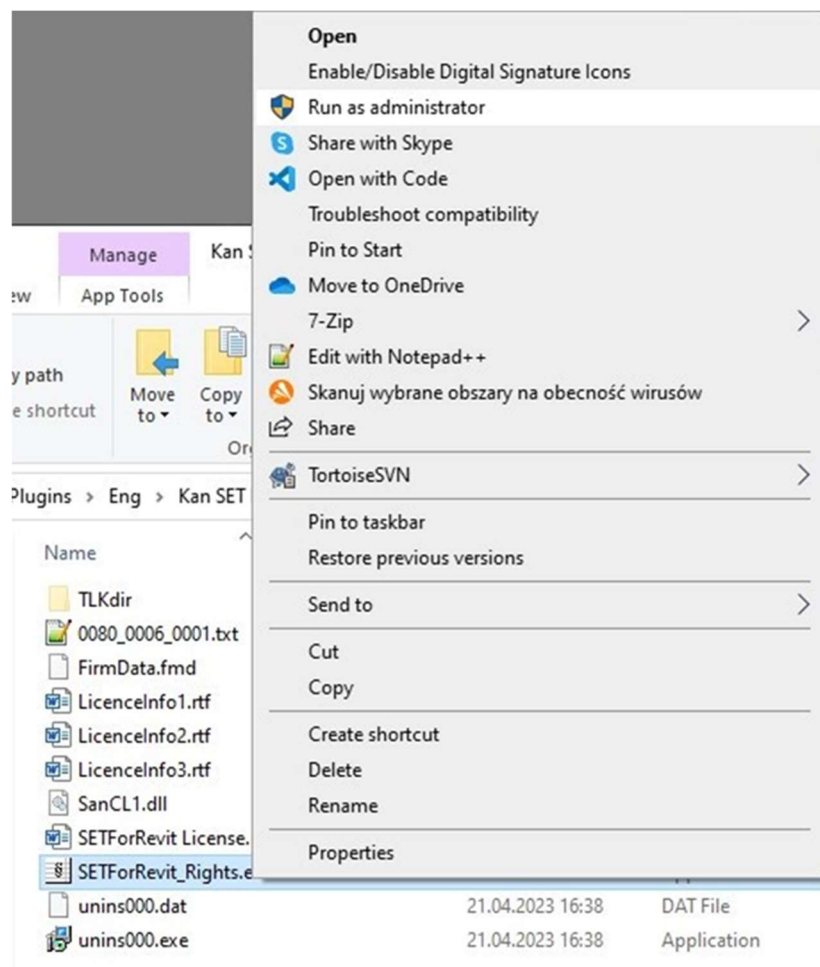 Open
Enable/Disable Digital Signature Icons
Run as administrator
Share with Skype
Open with Code
Troubleshoot compatibility
Pin to Start
Move to OneDrive
7-Zip
Edit with Notepad++
Skanuj wybrane obszary na obecność wirusów
Share
TortoiseSVN
Pin to taskbar
Restore previous versions
Send to
Cut
Copy
Create shortcut
Delete
Rename
Properties
Manage
Kan
App Tools
path
shortcut
Move to
Copy to
Plugins > Eng > Kan SET
Name
TLKdir
0080_0006_0001.txt
FirmData.fmd
LicenceInfo1.rtf
LicenceInfo2.rtf
LicenceInfo3.rtf
SanCL1.dll
SETForRevit License.
SETForRevit_Rights.e
unins000.dat 21.04.2023 16:38 DAT File
unins000.exe 21.04.2023 16:38 Application